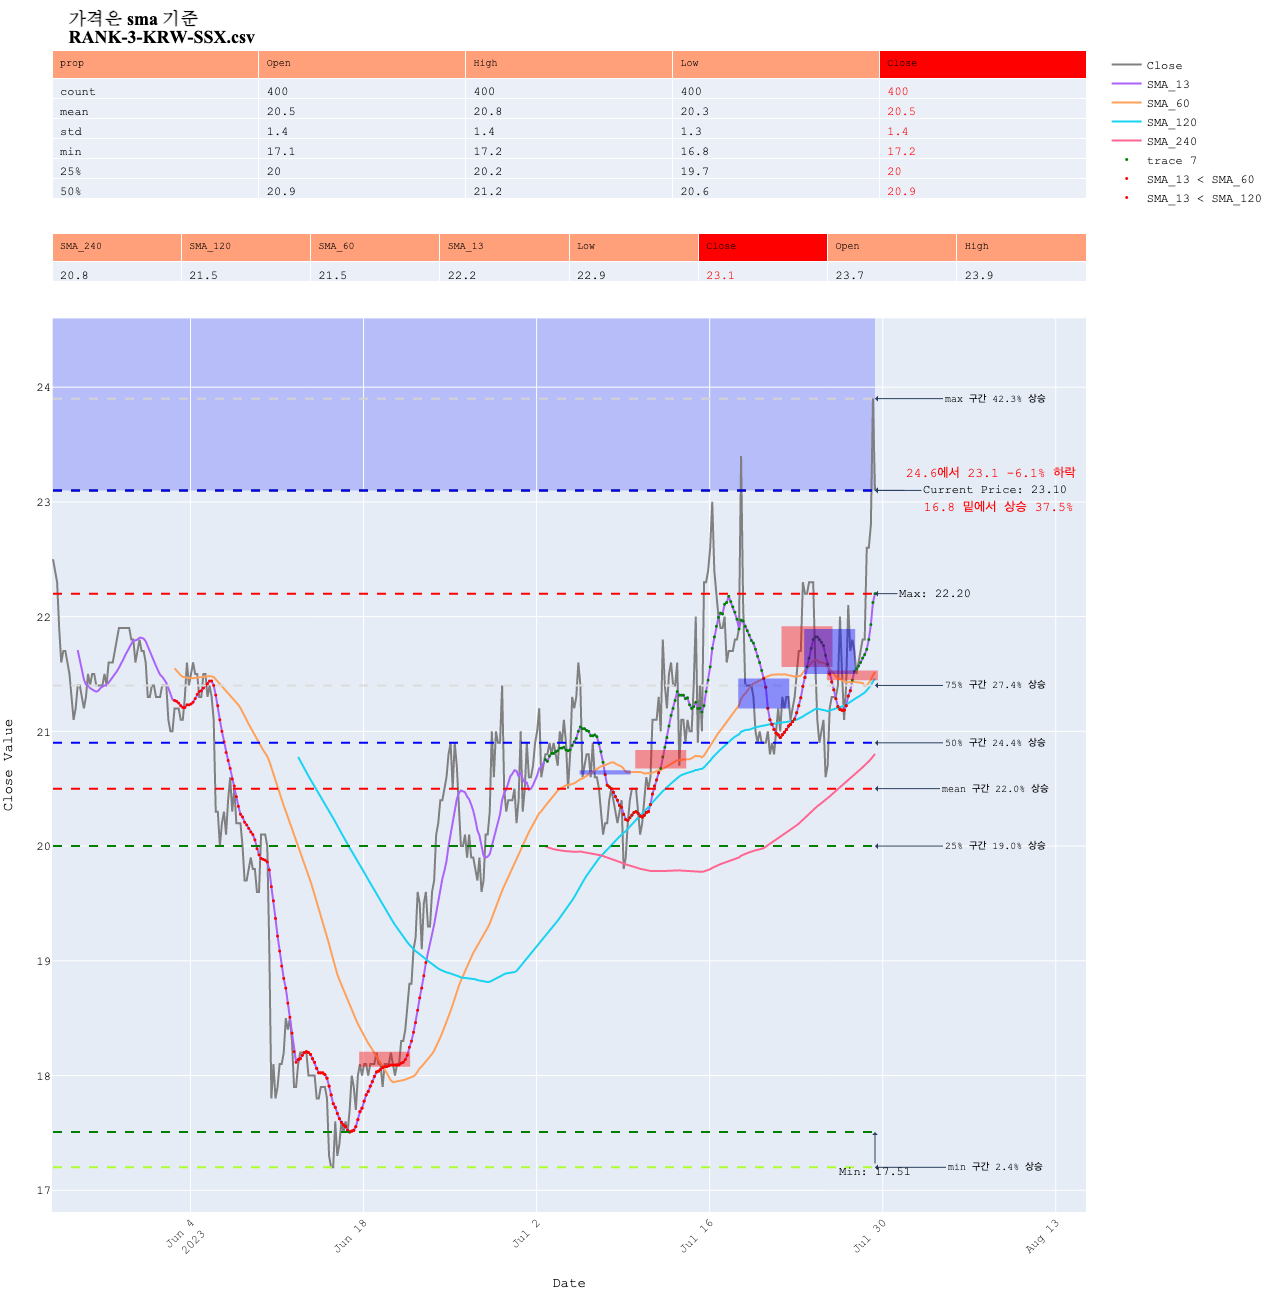 가격은 sma 기준
RANK-3-KRW-SSX.csv
prop Open High Low Close
count 400 400 400 400
mean 20.5 20.8 20.3 20.5
std 1.4 1.4 1.3 1.4
min 17.1 17.2 16.8 17.2
25% 20 20.2 19.7 20
50% 20.9 21.2 20.6 20.9
SMA_240 SMA_120 SMA_60 SMA_13 Low Close Open High
20.8 21.5 21.5 22.2 22.9 23.1 23.7 23.9
Close
SMA_13
SMA_60
SMA_120
SMA_240
trace 7
SMA_13 < SMA_60
SMA_13 < SMA_120
24
23
22
21
20
19
18
17
Close Value
max 구간 42.3% 상승
24.6에서 23.1 -6.1% 하락
Current Price: 23.10
16.8 밑에서 상승 37.5%
Max: 22.20
75% 구간 27.4% 상승
50% 구간 24.4% 상승
mean 구간 22.0% 상승
25% 구간 19.0% 상승
min 구간 2.4% 상승
Min: 17.51
Jun 4
2023
Jun 18
Jul 2
Jul 16
Jul 30
Aug 13
Date